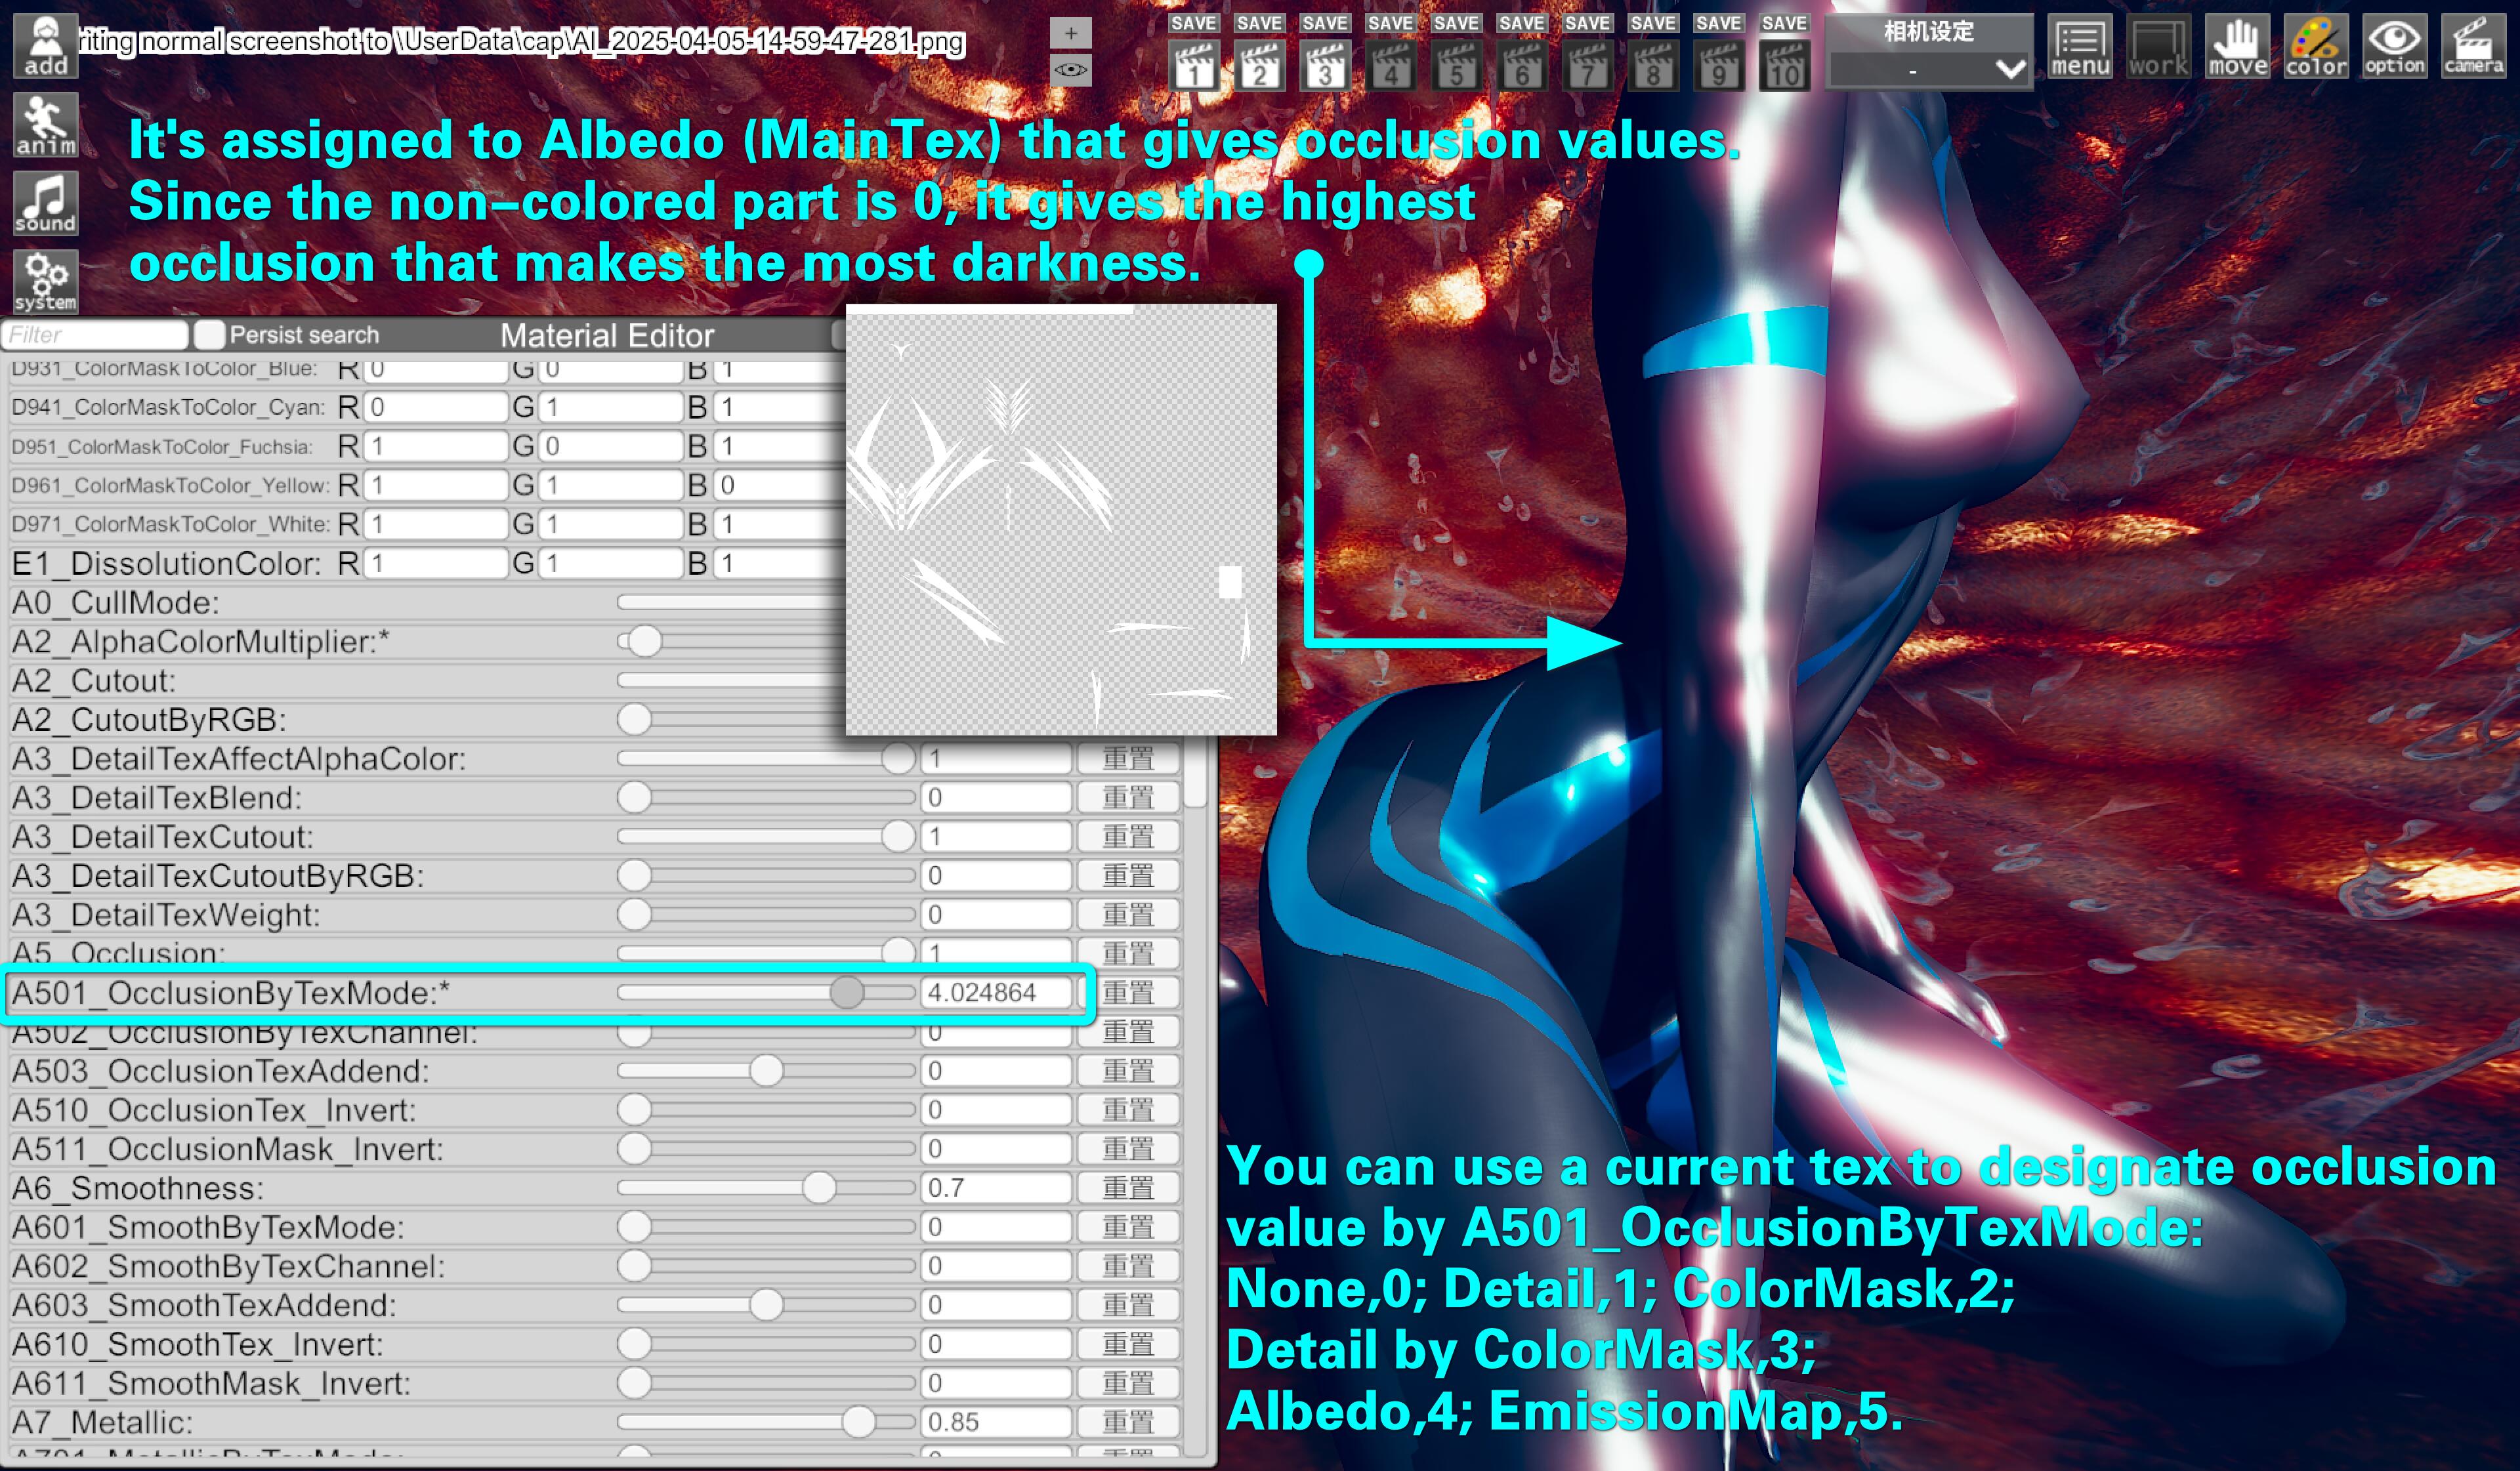 add
riting normal screenshot to \UserData\cap\AI_2025-04-05-14-59-47-281.png
+
SAVE SAVE SAVE SAVE SAVE SAVE SAVE SAVE SAVE SAVE
1 2 3 4 5 6 7 8 9 10
相机设定
-
menu work move color option camera
anim
sound
system
It's assigned to Albedo (MainTex) that gives occlusion values.
Since the non-colored part is 0, it gives the highest
occlusion that makes the most darkness.
Filter Persist search Material Editor
D931_ColorMaskToColor_Blue: R 0 G 0 B 1
D941_ColorMaskToColor_Cyan: R 0 G 1 B 1
D951_ColorMaskToColor_Fuchsia: R 1 G 0 B 1
D961_ColorMaskToColor_Yellow: R 1 G 1 B 0
D971_ColorMaskToColor_White: R 1 G 1 B 1
E1_DissolutionColor: R 1 G 1 B 1
A0_CullMode:
A2_AlphaColorMultiplier:*
A2_Cutout:
A2_CutoutByRGB:
A3_DetailTexAffectAlphaColor: 1 重置
A3_DetailTexBlend: 0 重置
A3_DetailTexCutout: 1 重置
A3_DetailTexCutoutByRGB: 0 重置
A3_DetailTexWeight: 0 重置
A5_Occlusion: 1 重置
A501_OcclusionByTexMode:* 4.024864 重置
A502_OcclusionByTexChannel: 0 重置
A503_OcclusionTexAddend: 0 重置
A510_OcclusionTex_Invert: 0 重置
A511_OcclusionMask_Invert: 0 重置
A6_Smoothness: 0.7 重置
A601_SmoothByTexMode: 0 重置
A602_SmoothByTexChannel: 0 重置
A603_SmoothTexAddend: 0 重置
A610_SmoothTex_Invert: 0 重置
A611_SmoothMask_Invert: 0 重置
A7_Metallic: 0.85 重置
A701_MetallicByTexMode:
You can use a current tex to designate occlusion
value by A501_OcclusionByTexMode:
None,0; Detail,1; ColorMask,2;
Detail by ColorMask,3;
Albedo,4; EmissionMap,5.